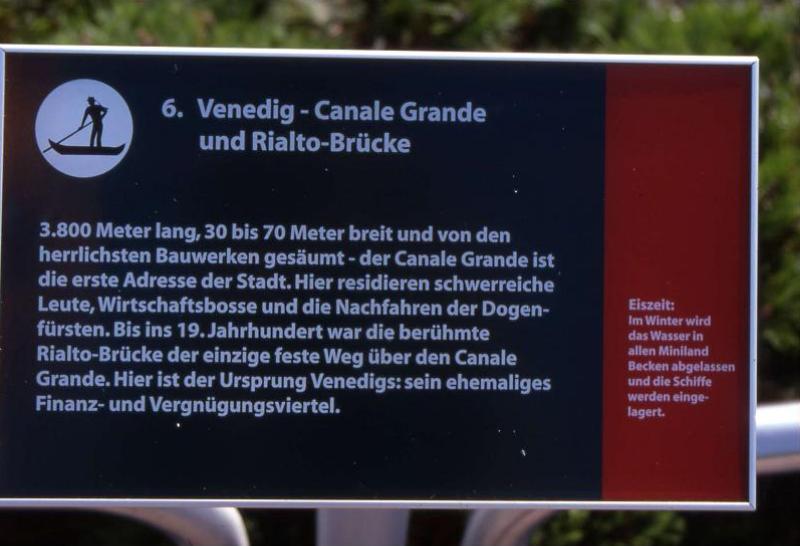 6. Venedig - Canale Grande
und Rialto-Brücke
3.800 Meter lang, 30 bis 70 Meter breit und von den
herrlichsten Bauwerken gesäumt - der Canale Grande ist
die erste Adresse der Stadt. Hier residieren schwerreiche
Leute, Wirtschaftsbosse und die Nachfahren der Dogen-
fürsten. Bis ins 19. Jahrhundert war die berühmte
Rialto-Brücke der einzige feste Weg über den Canale
Grande. Hier ist der Ursprung Venedigs: sein ehemaliges
Finanz- und Vergnügungsviertel.
Eiszeit:
Im Winter wird
das Wasser in
allen Miniland
Becken abgelassen
und die Schiffe
werden einge-
lagert.